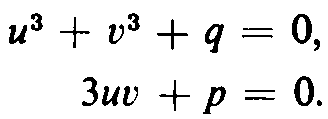 u³ + v³ + q = 0,
3uv + p = 0.